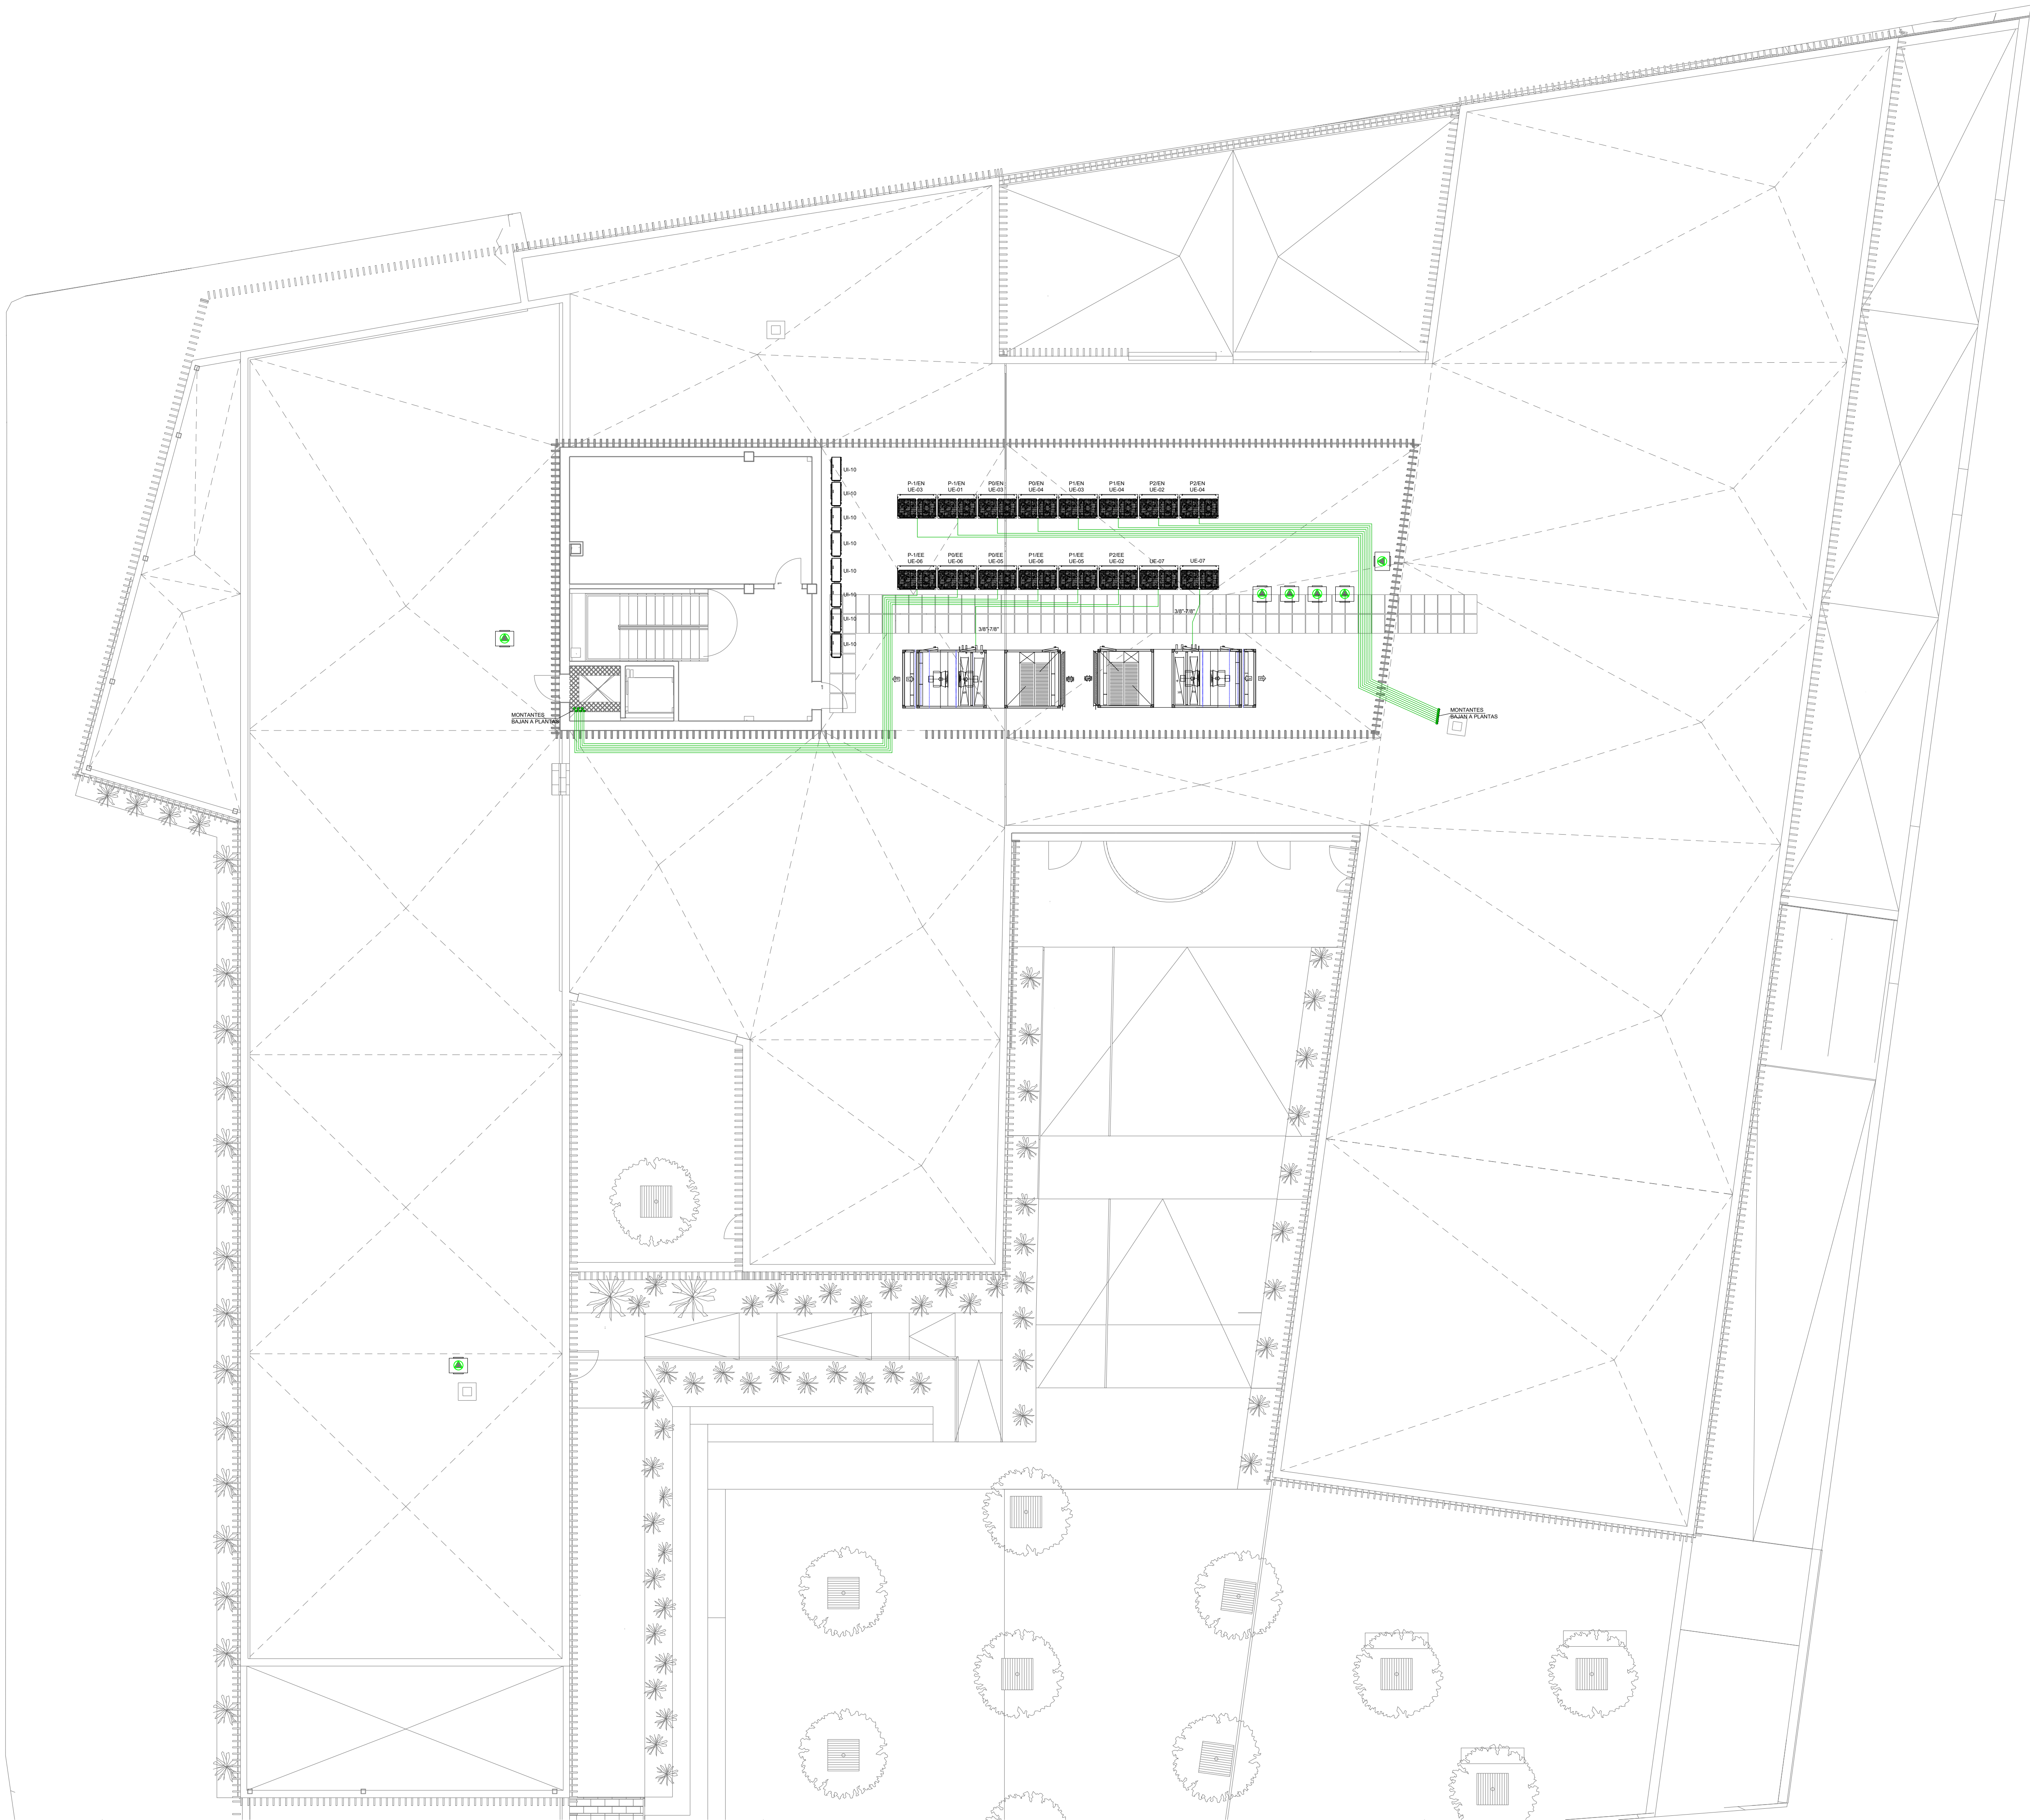 UI-10
P-1/EN
UE-03
P-1/EN
UE-01
P0/EN
UE-03
P0/EN
UE-04
P1/EN
UE-03
P1/EN
UE-04
P2/EN
UE-02
P2/EN
UE-04
UI-10
UI-10
UI-10
UI-10
UI-10
UI-10
UI-10
P-1/EE
UE-06
P0/EE
UE-06
P0/EE
UE-05
P1/EE
UE-06
P1/EE
UE-05
P2/EE
UE-02
UE-07
UE-07
3/8"-7/8"
3/8"-7/8"
MONTANTES
BAJAN A PLANTAS
MONTANTES
BAJAN A PLANTAS